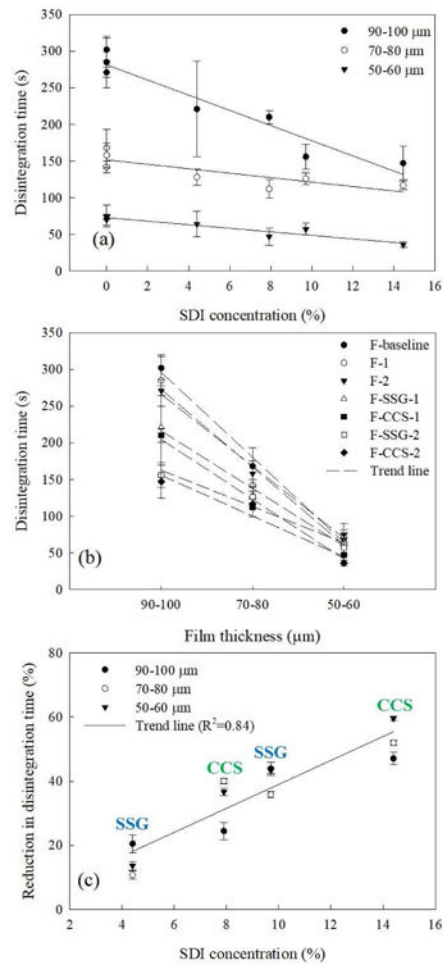 350
300
250
200
150
100
50
0
Disintegration time (s)
90-100 μm
70-80 μm
50-60 μm
(a)
0 2 4 6 8 10 12 14 16
SDI concentration (%)
350
300
250
200
150
100
50
0
Disintegration time (s)
F-baseline
F-1
F-2
F-SSG-1
F-CCS-1
F-SSG-2
F-CCS-2
Trend line
(b)
90-100 70-80 50-60
Film thickness (μm)
80
60
40
20
0
Reduction in disintegration time (%)
90-100 μm
70-80 μm
50-60 μm
Trend line (R²=0.84)
CCS
CCS SSG
SSG
(c)
2 4 6 8 10 12 14 16
SDI concentration (%)